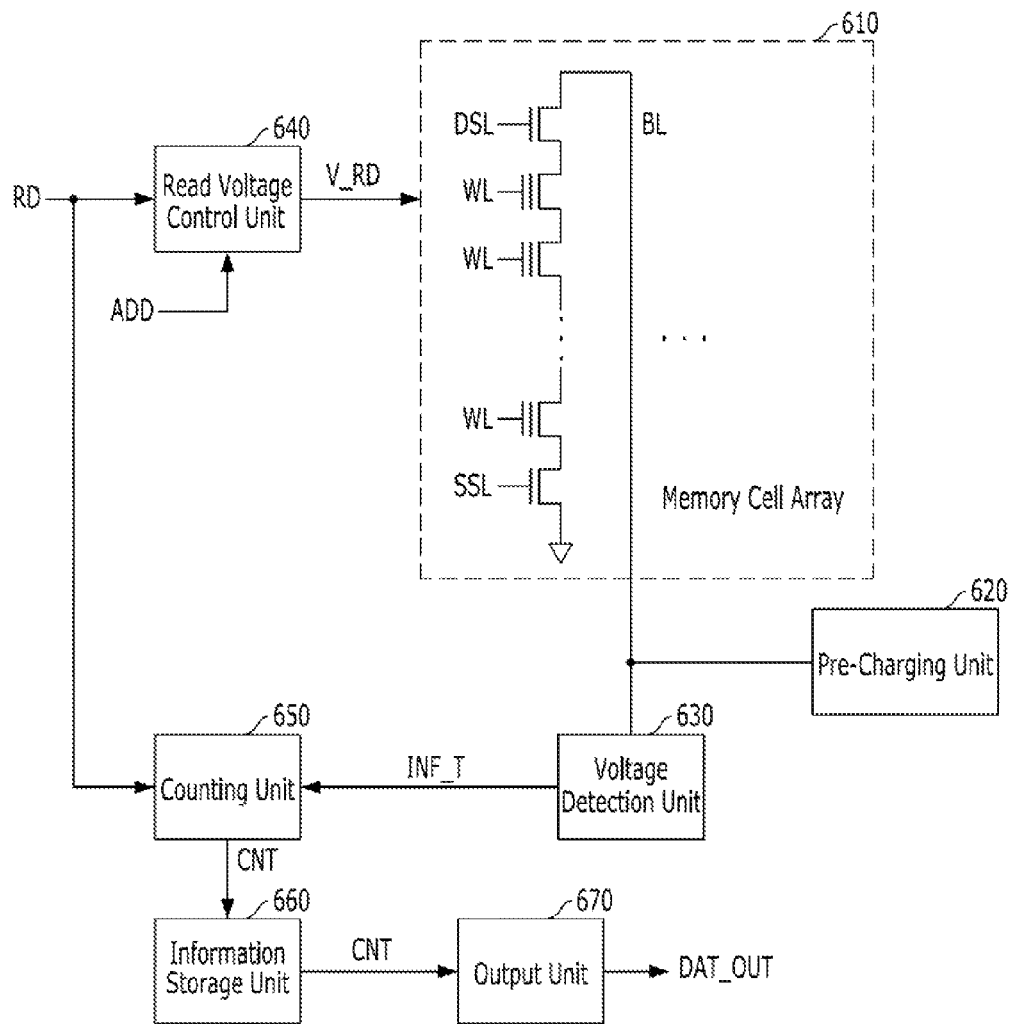 610
DSL
BL
640
Read Voltage
Control Unit
V_RD
RD
WL
WL
ADD
. . .
WL
SSL
Memory Cell Array
620
Pre-Charging Unit
650
Counting Unit
INF_T
630
Voltage
Detection Unit
CNT
660
Information
Storage Unit
CNT
670
Output Unit
DAT_OUT